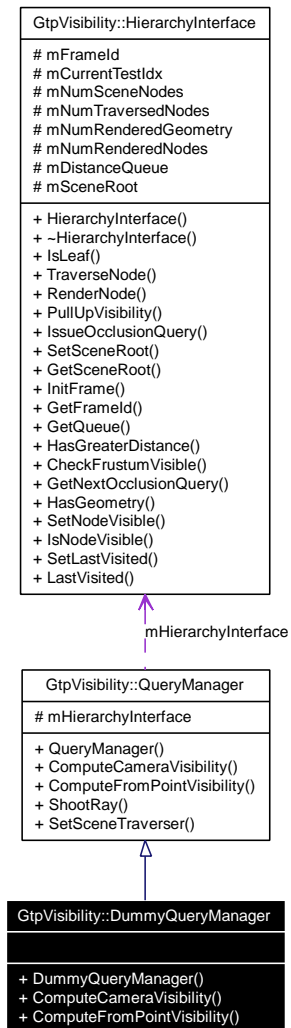 GtpVisibility::HierarchyInterface
# mFrameId
# mCurrentTestIdx
# mNumSceneNodes
# mNumTraversedNodes
# mNumRenderedGeometry
# mNumRenderedNodes
# mDistanceQueue
# mSceneRoot
+ HierarchyInterface()
+ ~HierarchyInterface()
+ IsLeaf()
+ TraverseNode()
+ RenderNode()
+ PullUpVisibility()
+ IssueOcclusionQuery()
+ SetSceneRoot()
+ GetSceneRoot()
+ InitFrame()
+ GetFrameId()
+ GetQueue()
+ HasGreaterDistance()
+ CheckFrustumVisible()
+ GetNextOcclusionQuery()
+ HasGeometry()
+ SetNodeVisible()
+ IsNodeVisible()
+ SetLastVisited()
+ LastVisited()
mHierarchyInterface
GtpVisibility::QueryManager
# mHierarchyInterface
+ QueryManager()
+ ComputeCameraVisibility()
+ ComputeFromPointVisibility()
+ ShootRay()
+ SetSceneTraverser()
GtpVisibility::DummyQueryManager
+ DummyQueryManager()
+ ComputeCameraVisibility()
+ ComputeFromPointVisibility()